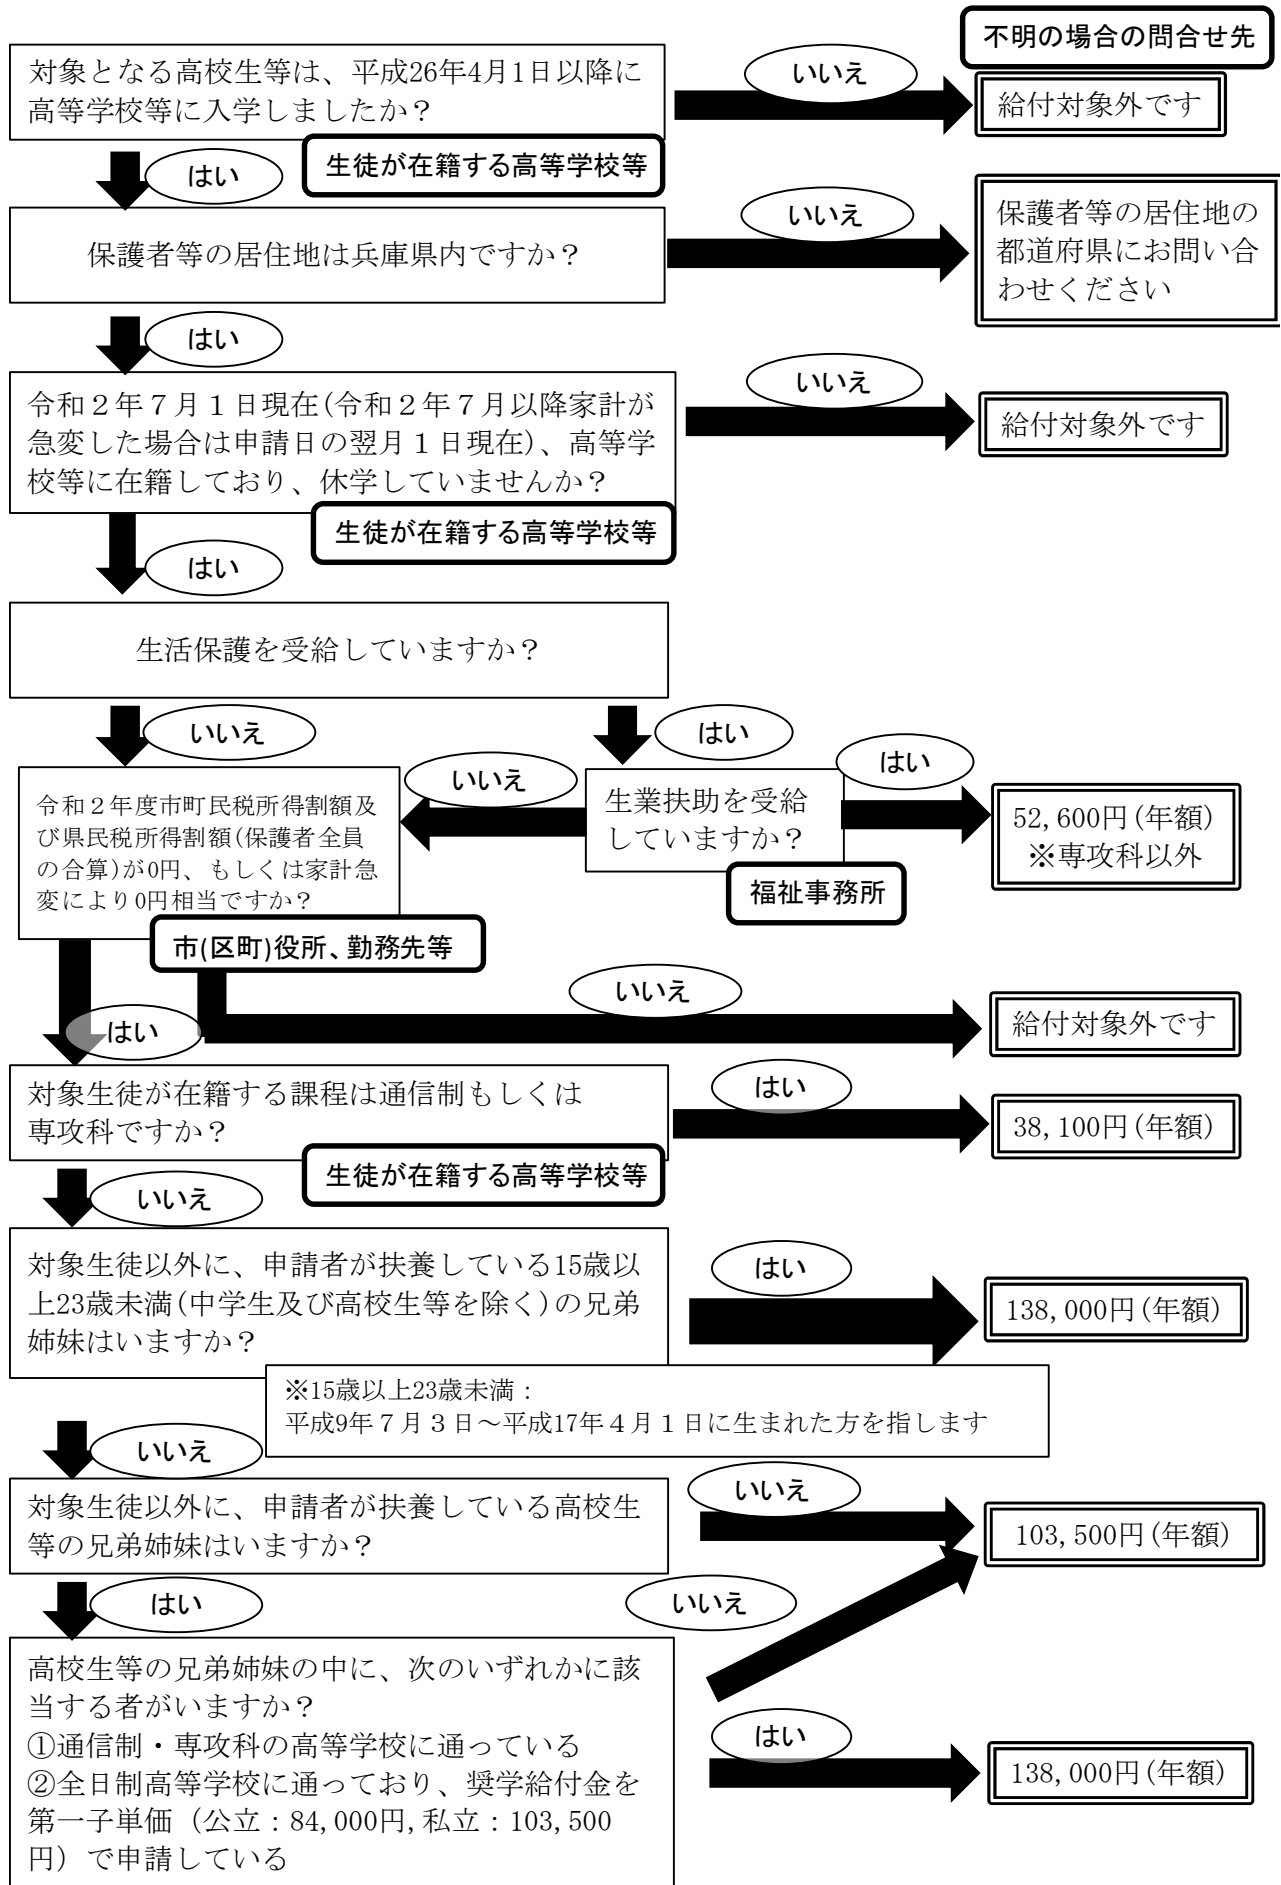 不明の場合の問合せ先
対象となる高校生等は、平成26年4月1日以降に
高等学校等に入学しましたか？
いいえ
給付対象外です
生徒が在籍する高等学校等
はい
保護者等の居住地は兵庫県内ですか？
いいえ
保護者等の居住地の
都道府県にお問い合
わせください
はい
令和２年７月１日現在(令和２年７月以降家計が
急変した場合は申請日の翌月１日現在)、高等学
校等に在籍しており、休学していませんか？
いいえ
給付対象外です
生徒が在籍する高等学校等
はい
生活保護を受給していますか？
いいえ
はい
いいえ
生業扶助を受給
していますか？
はい
52,600円(年額)
※専攻科以外
福祉事務所
令和２年度市町民税所得割額及
び県民税所得割額(保護者全員
の合算)が0円、もしくは家計急
変により0円相当ですか？
市(区町)役所、勤務先等
いいえ
給付対象外です
はい
対象生徒が在籍する課程は通信制もしくは
専攻科ですか？
はい
38,100円(年額)
生徒が在籍する高等学校等
いいえ
対象生徒以外に、申請者が扶養している15歳以
上23歳未満(中学生及び高校生等を除く)の兄弟
姉妹はいますか？
はい
138,000円(年額)
※15歳以上23歳未満：
平成9年７月３日～平成17年４月１日に生まれた方を指します
いいえ
対象生徒以外に、申請者が扶養している高校生
等の兄弟姉妹はいますか？
いいえ
103,500円(年額)
はい
いいえ
高校生等の兄弟姉妹の中に、次のいずれかに該
当する者がいますか？
①通信制・専攻科の高等学校に通っている
②全日制高等学校に通っており、奨学給付金を
第一子単価（公立：84,000円,私立：103,500
円）で申請している
はい
138,000円(年額)